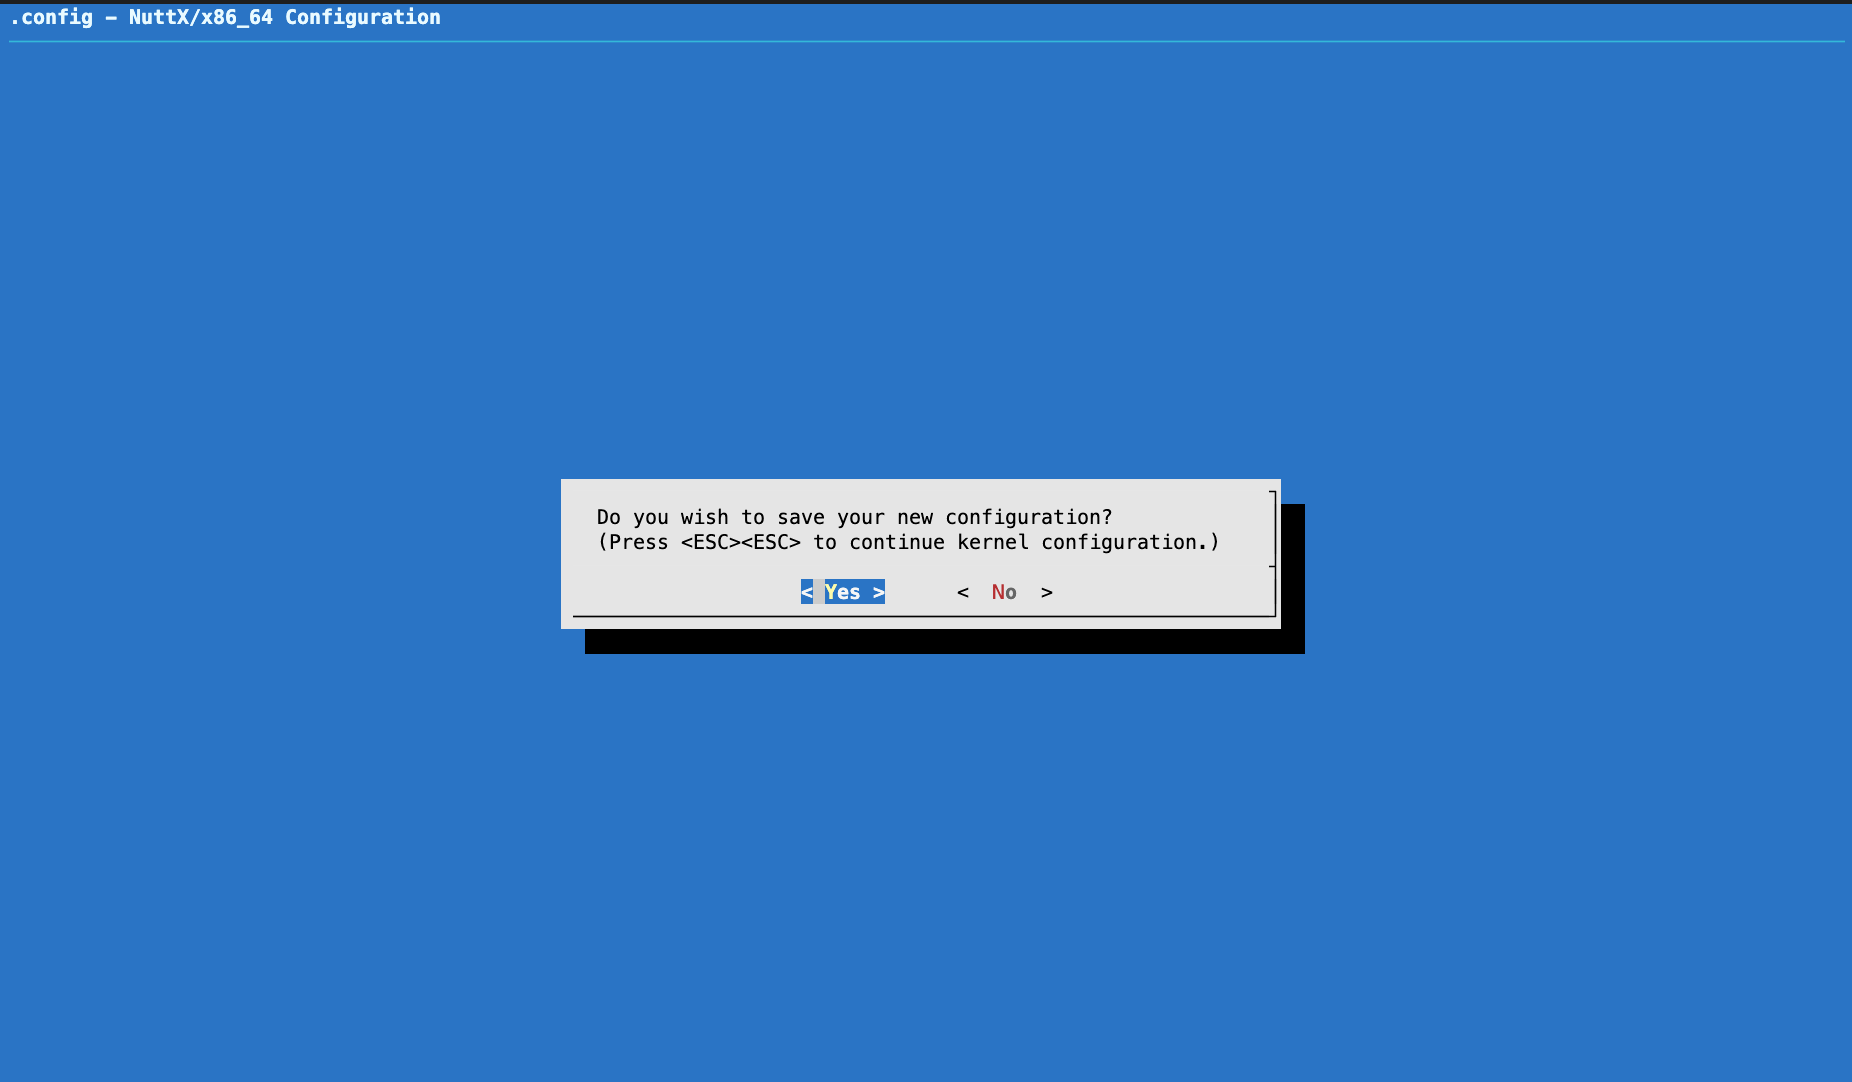 .config - NuttX/x86_64 Configuration
Do you wish to save your new configuration?
(Press <ESC><ESC> to continue kernel configuration.)
< Yes >      <  No  >